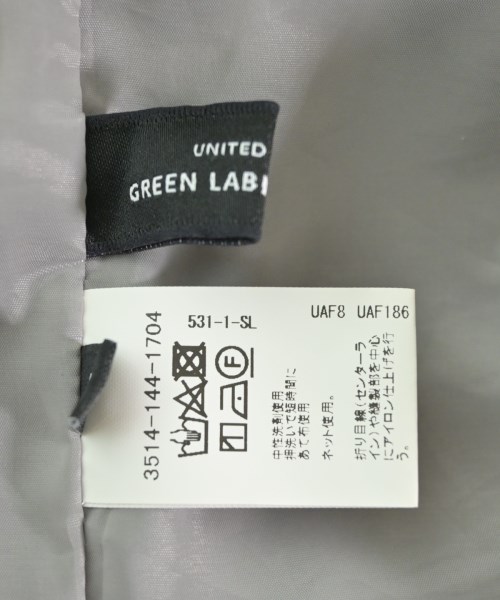 UNITED
GREEN LAB
3514-144-1704
531-1-SL
UAF8 UAF186
中性洗剤使用
押洗いで短時間に
あて布使用
ネット使用。
折り目線(センターラ
イン)や縫製部を中心
にアイロン仕上げを行
う。